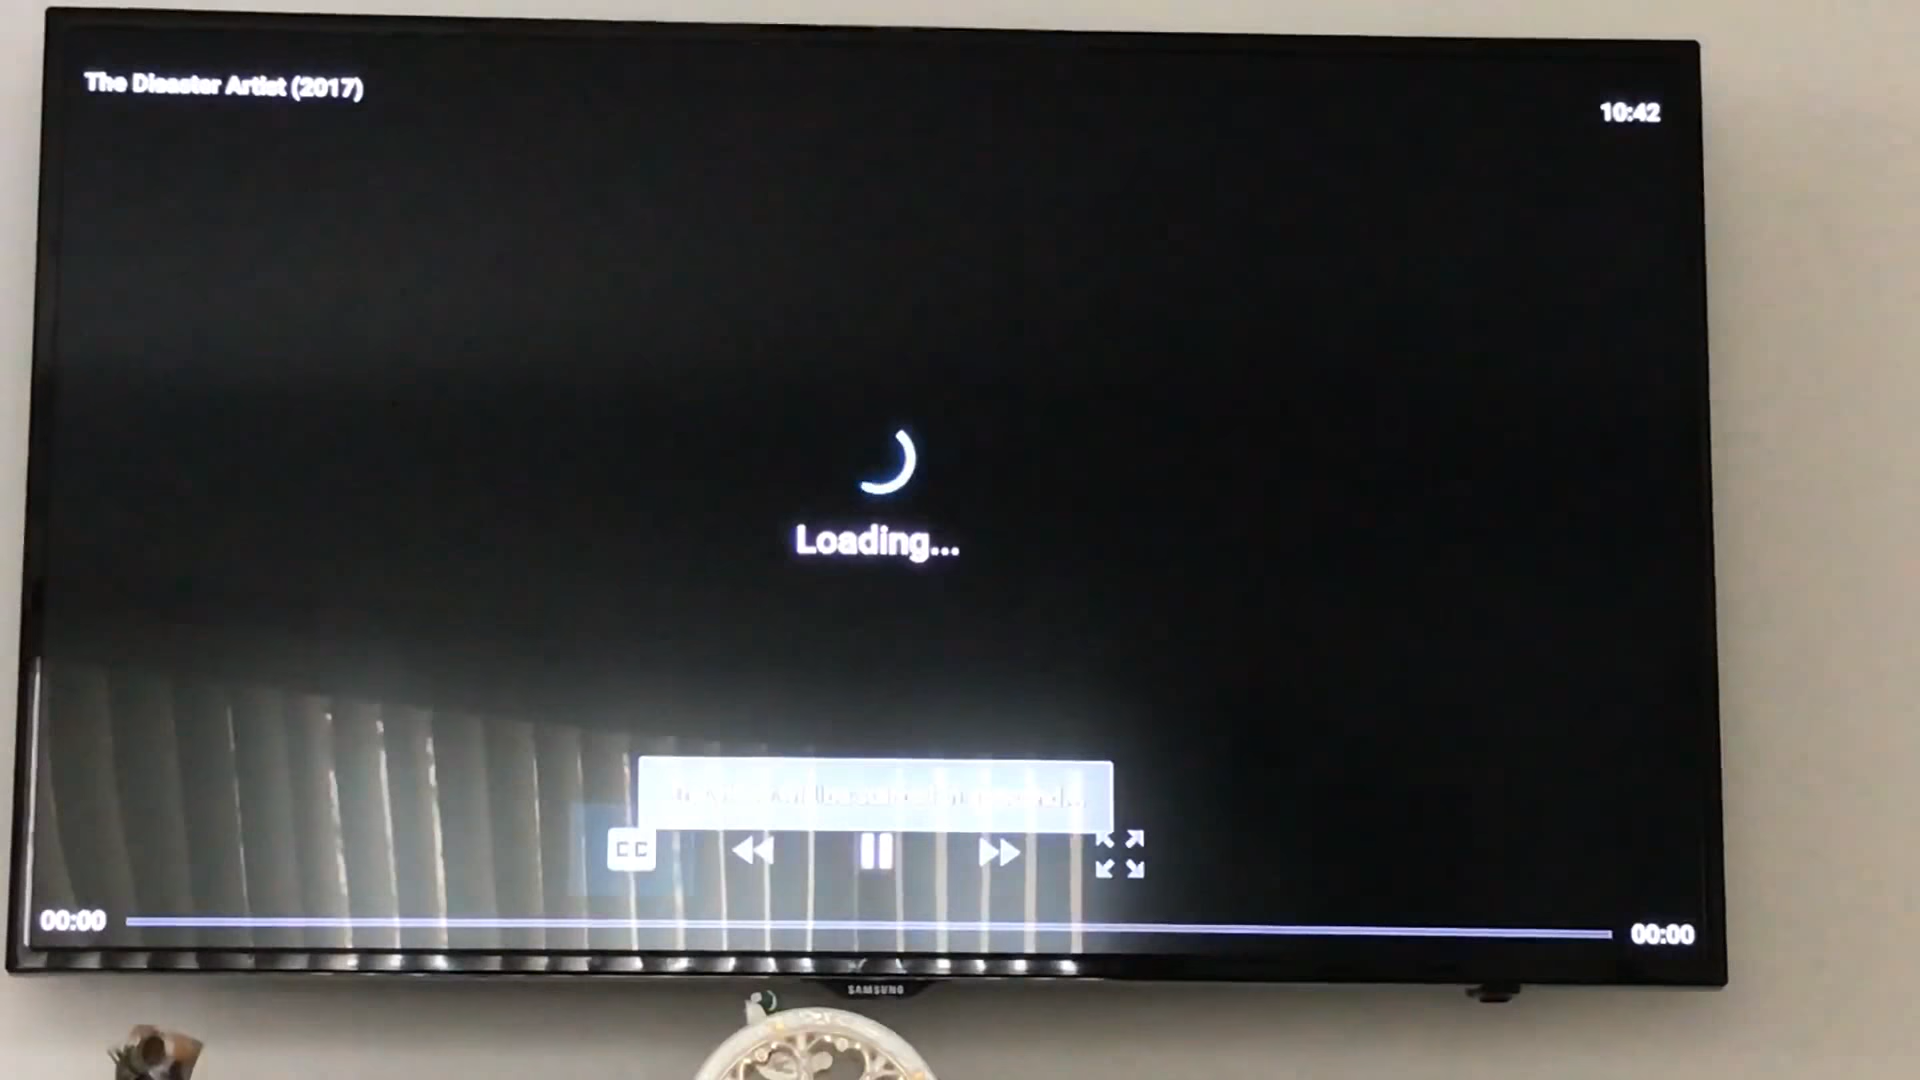 The Disaster Artist (2017)
10:42
Loading...
CC
00:00
00:00
SAMSUNG